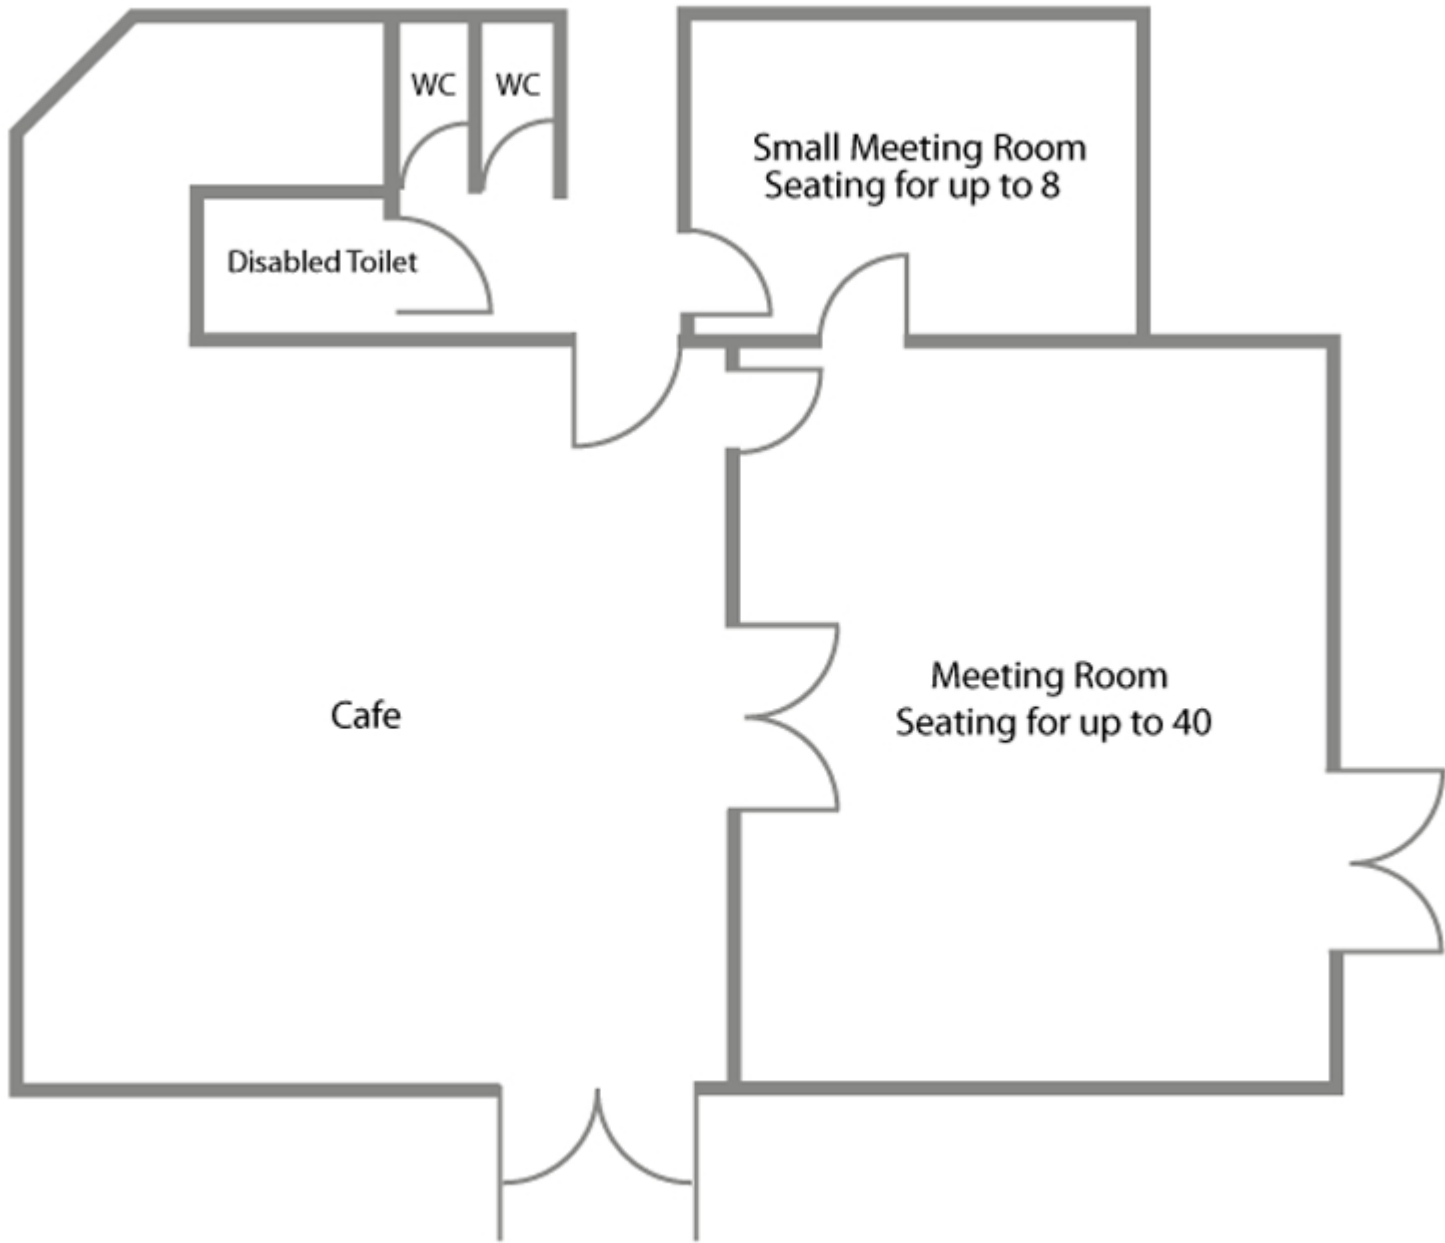 WC
WC
Small Meeting Room
Seating for up to 8
Disabled Toilet
Meeting Room
Seating for up to 40
Cafe